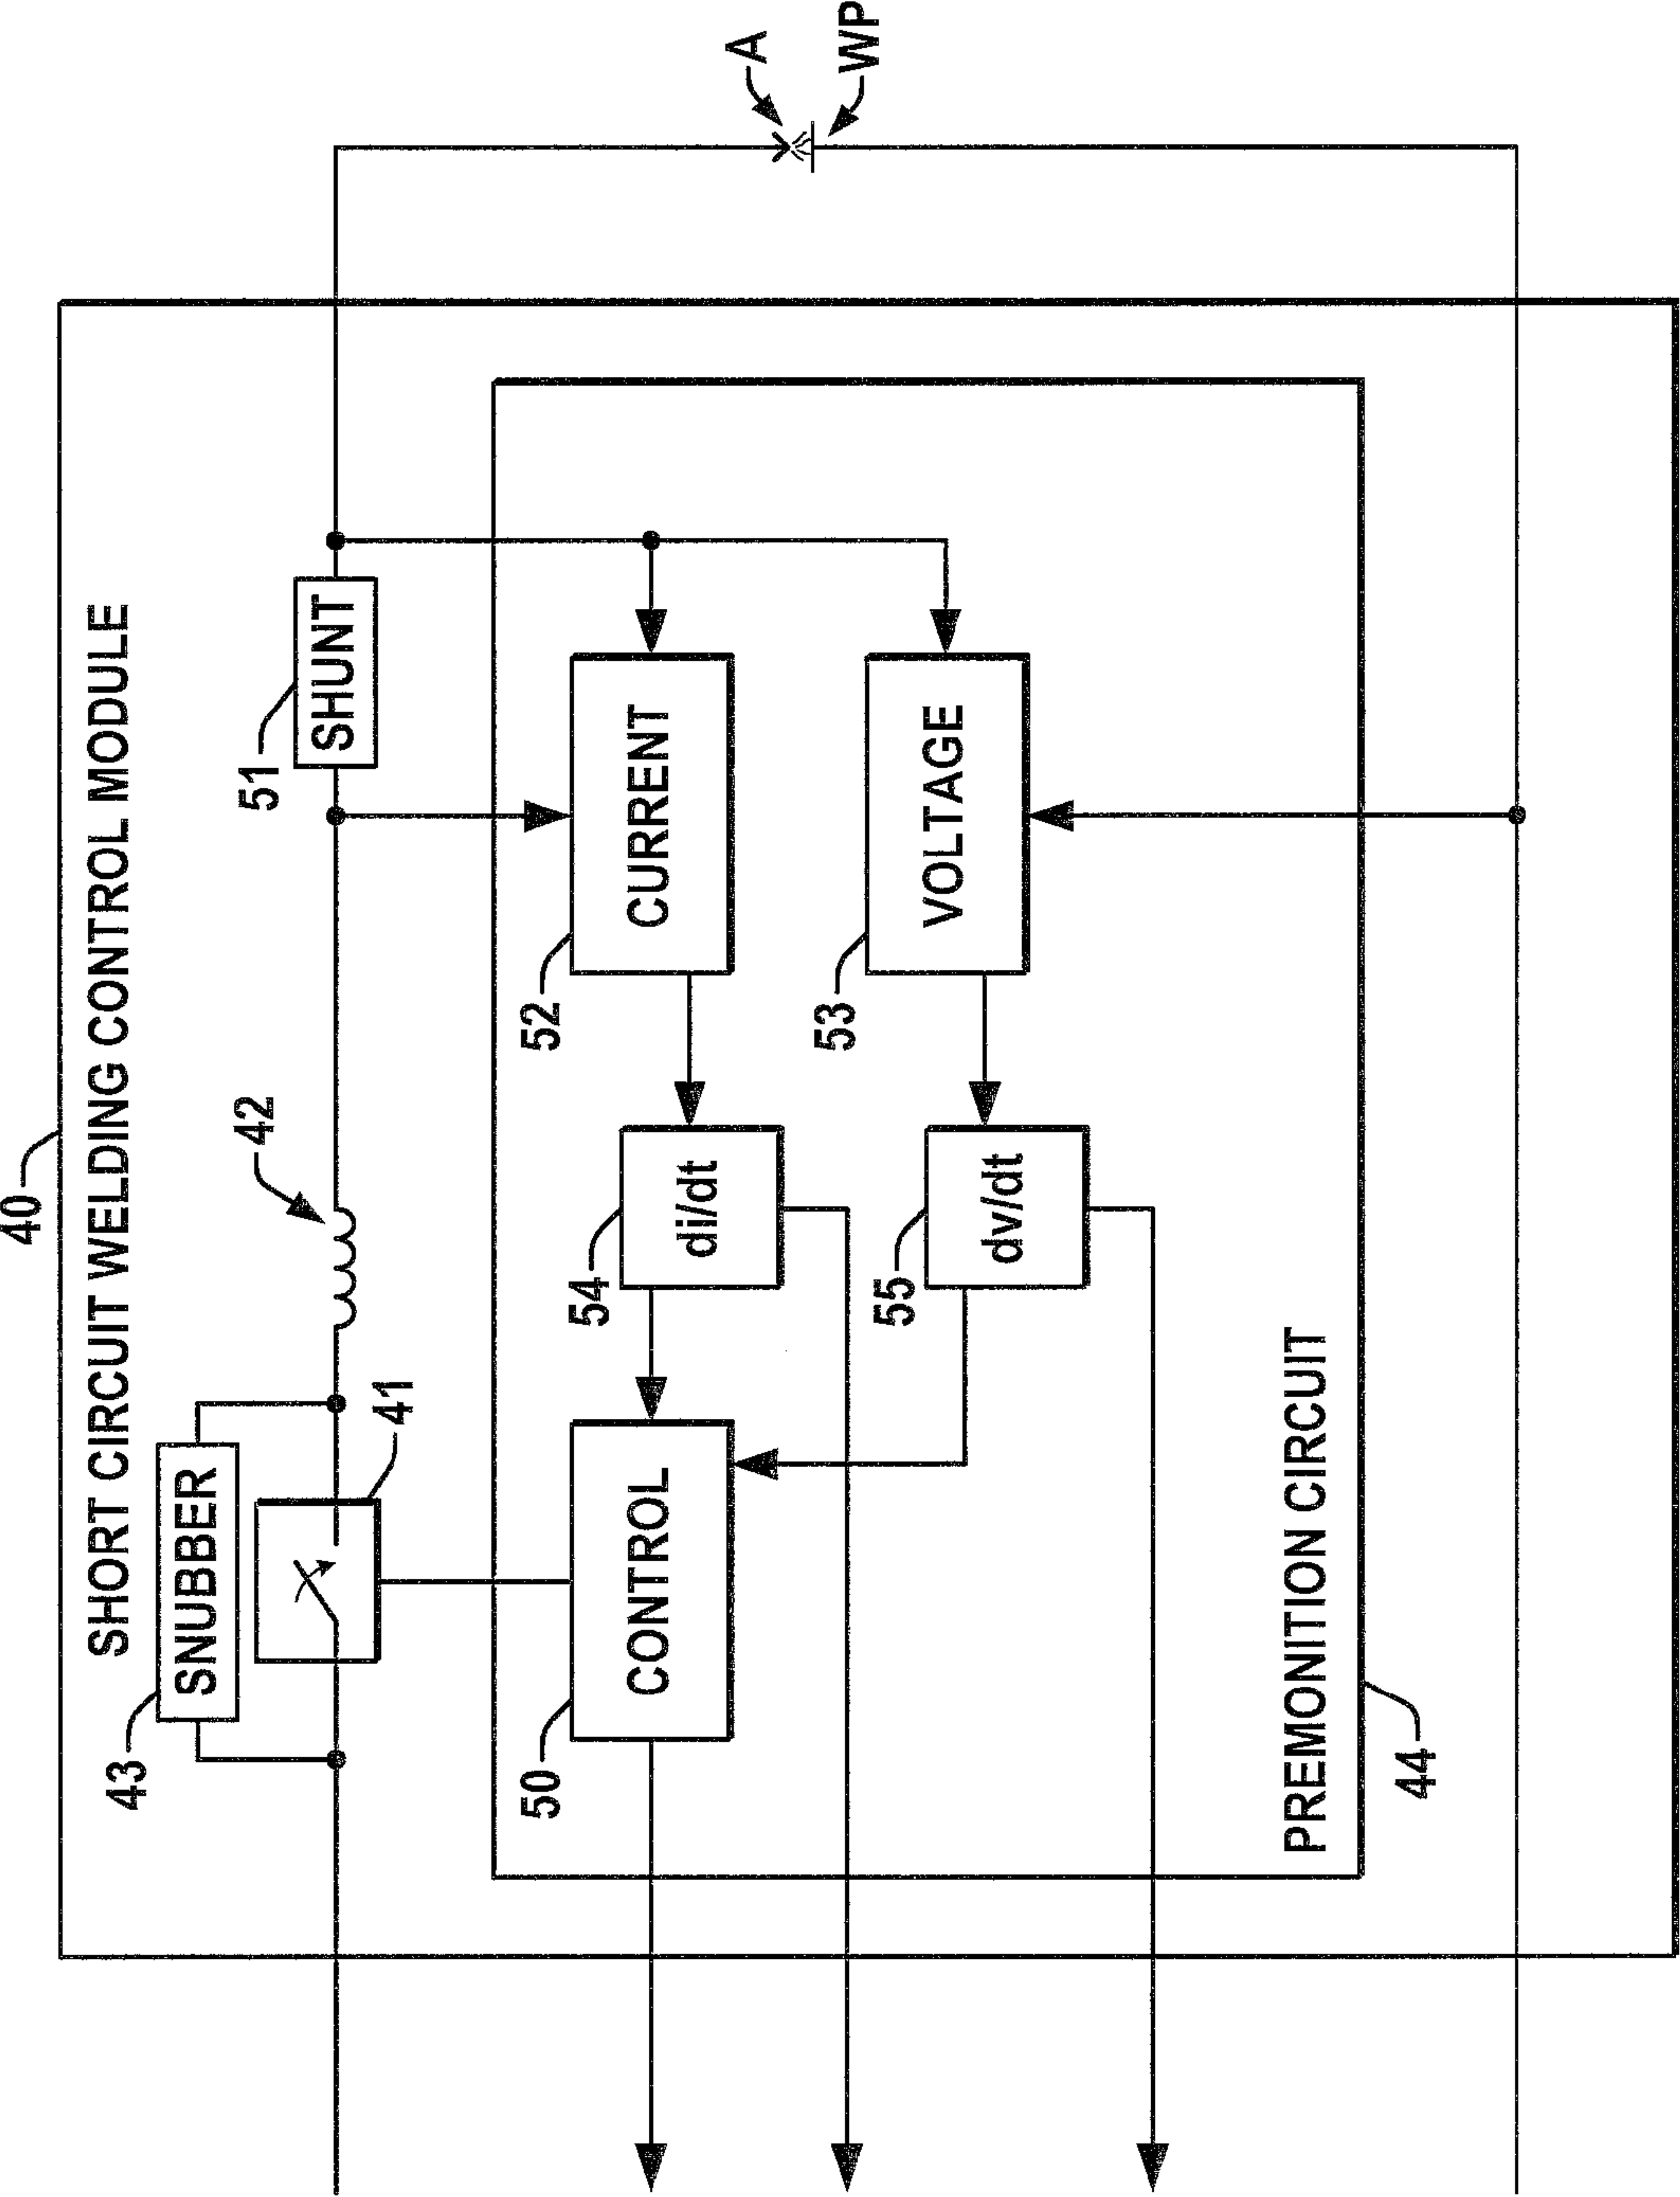 40
SHORT CIRCUIT WELDING CONTROL MODULE
43
SNUBBER
41
42
51
SHUNT
A
WP
50
CONTROL
54
di/dt
52
CURRENT
55
dv/dt
53
VOLTAGE
PREMONITION CIRCUIT
44